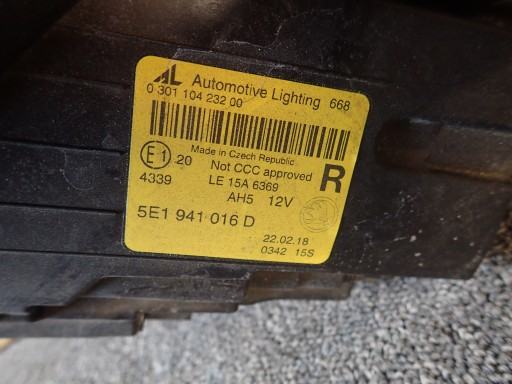 AL Automotive Lighting 668
0 301 104 232 00
Made in Czech Republic
E1 20 Not CCC approved R
4339 LE 15A 6369
AH5 12V
5E1 941 016 D
22.02.18
0342 15S